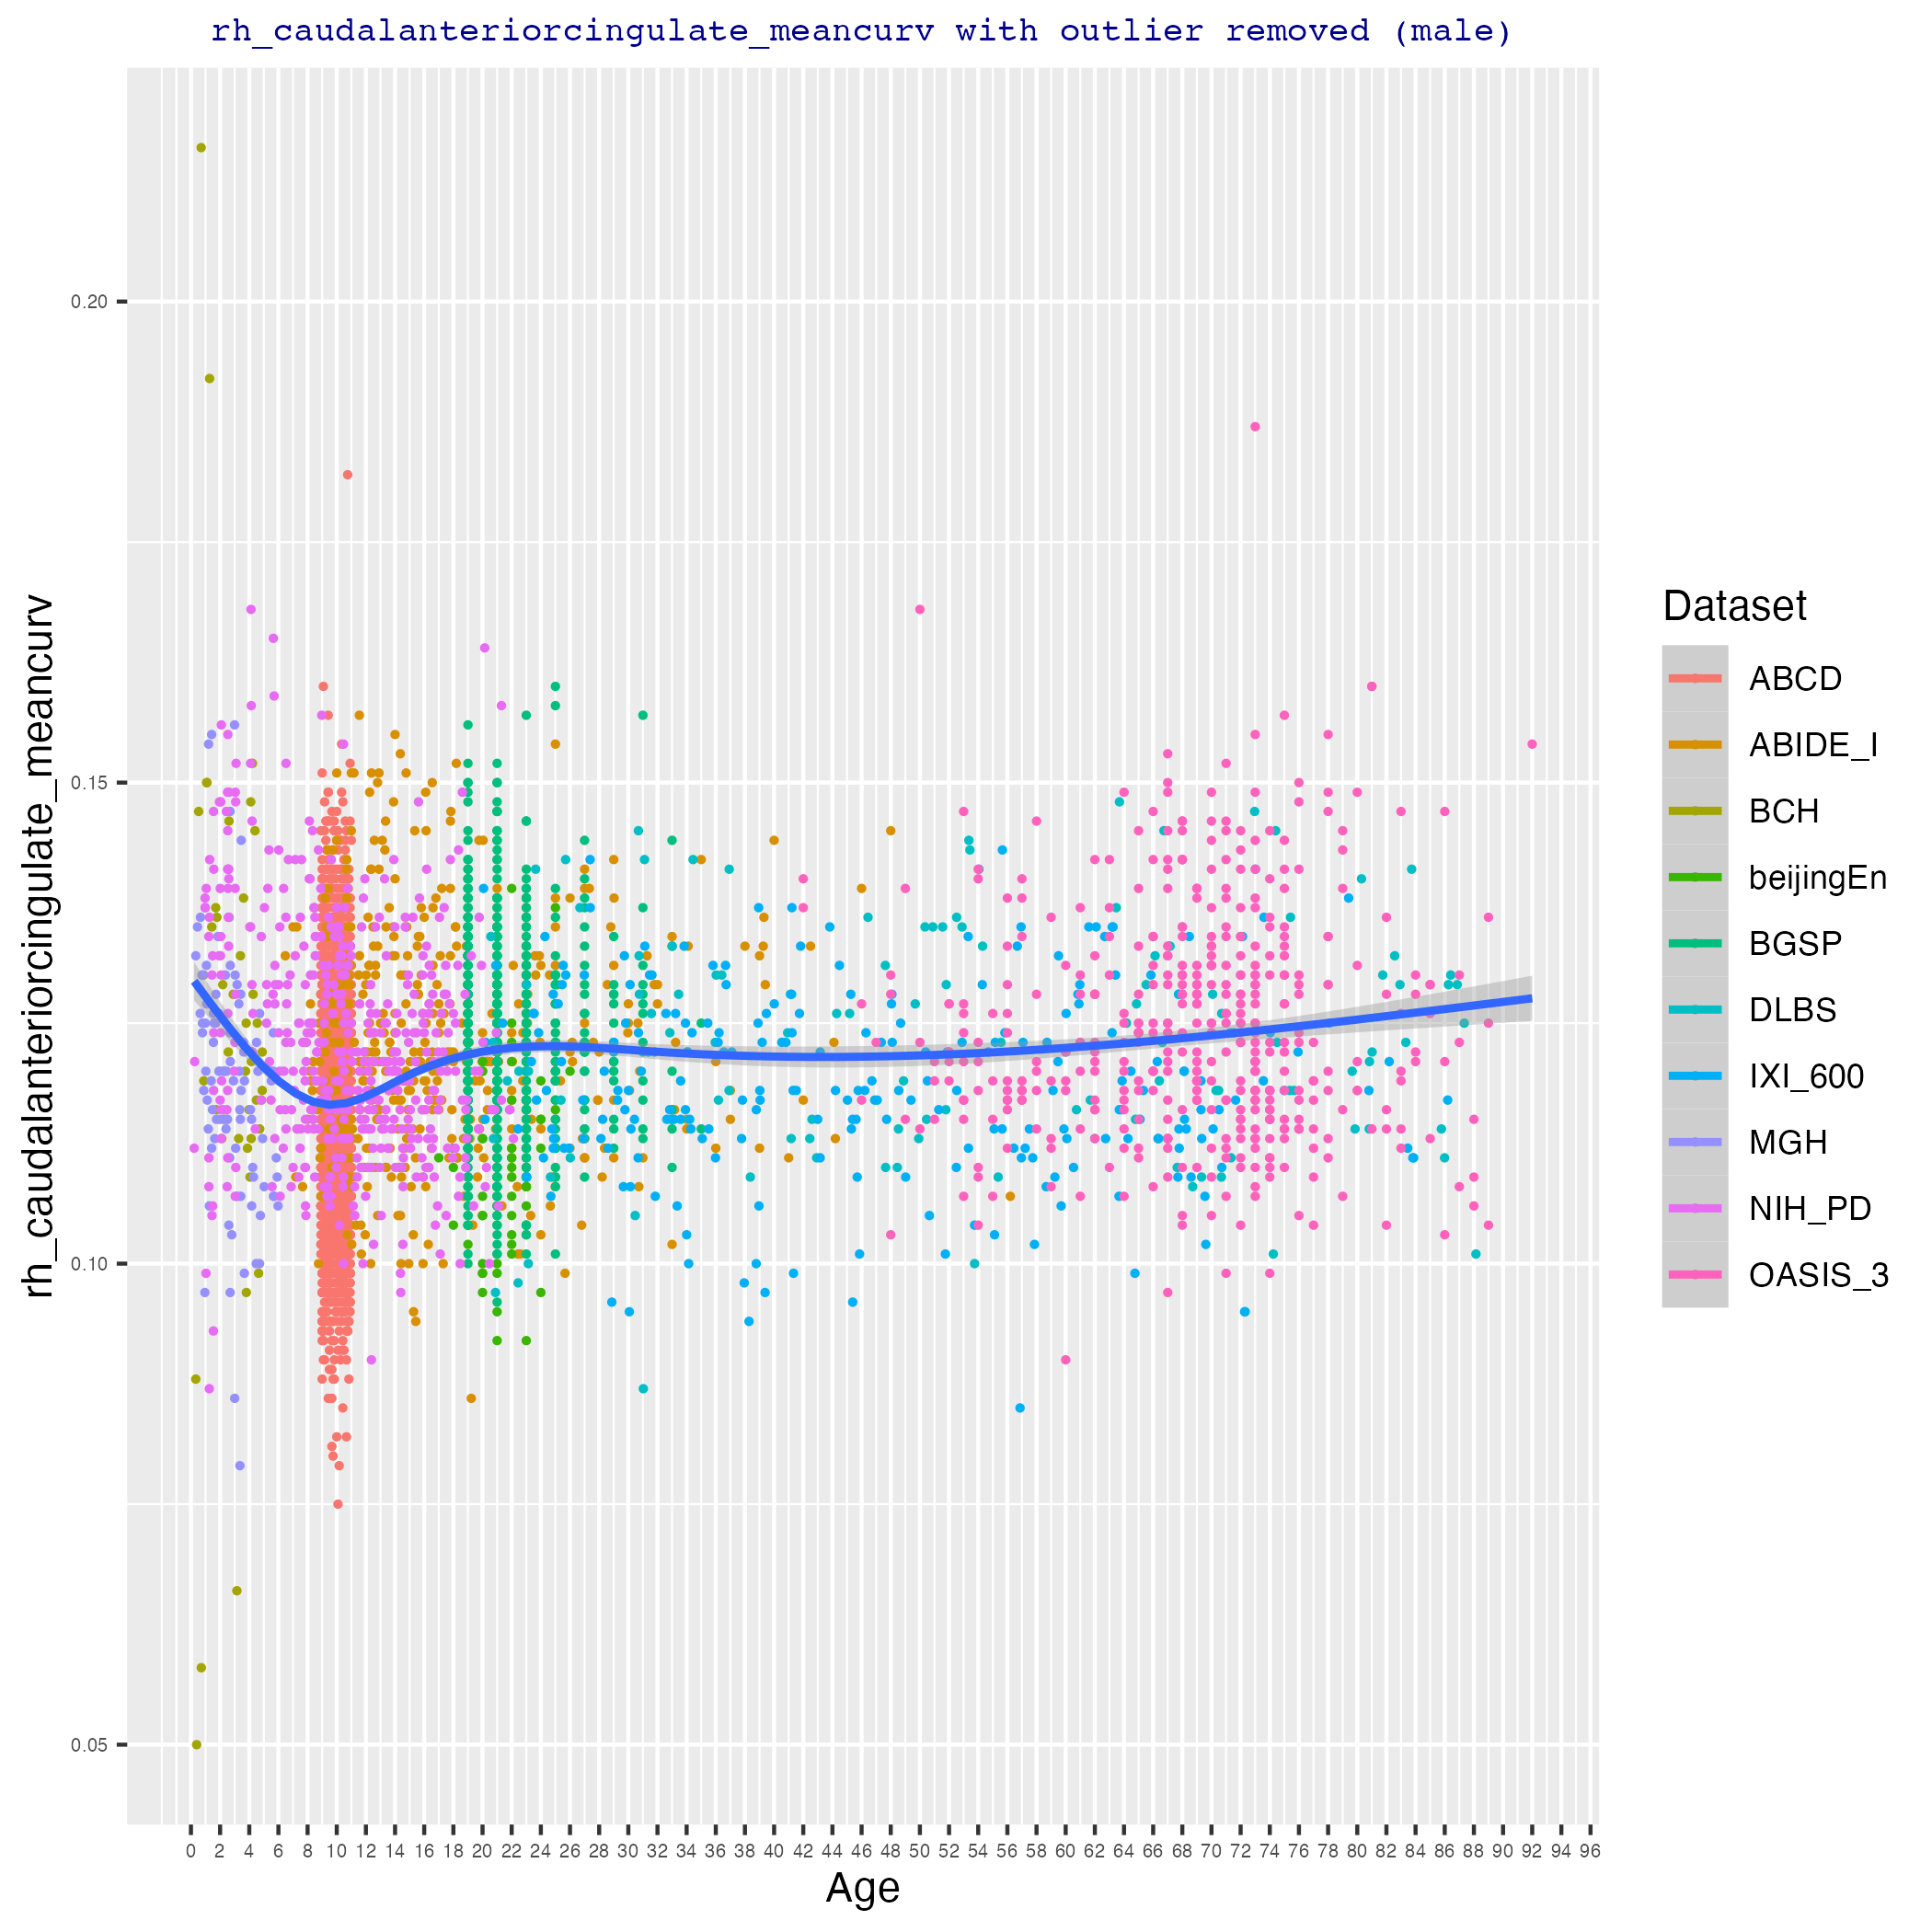 rh_caudalanteriorcingulate_meancurv with outlier removed (male)
rh_caudalanteriorcingulate_meancurv
0.20
0.15
0.10
0.05
0 2 4 6 8 10 12 14 16 18 20 22 24 26 28 30 32 34 36 38 40 42 44 46 48 50 52 54 56 58 60 62 64 66 68 70 72 74 76 78 80 82 84 86 88 90 92 94 96
Age
Dataset
ABCD
ABIDE_I
BCH
beijingEn
BGSP
DLBS
IXI_600
MGH
NIH_PD
OASIS_3